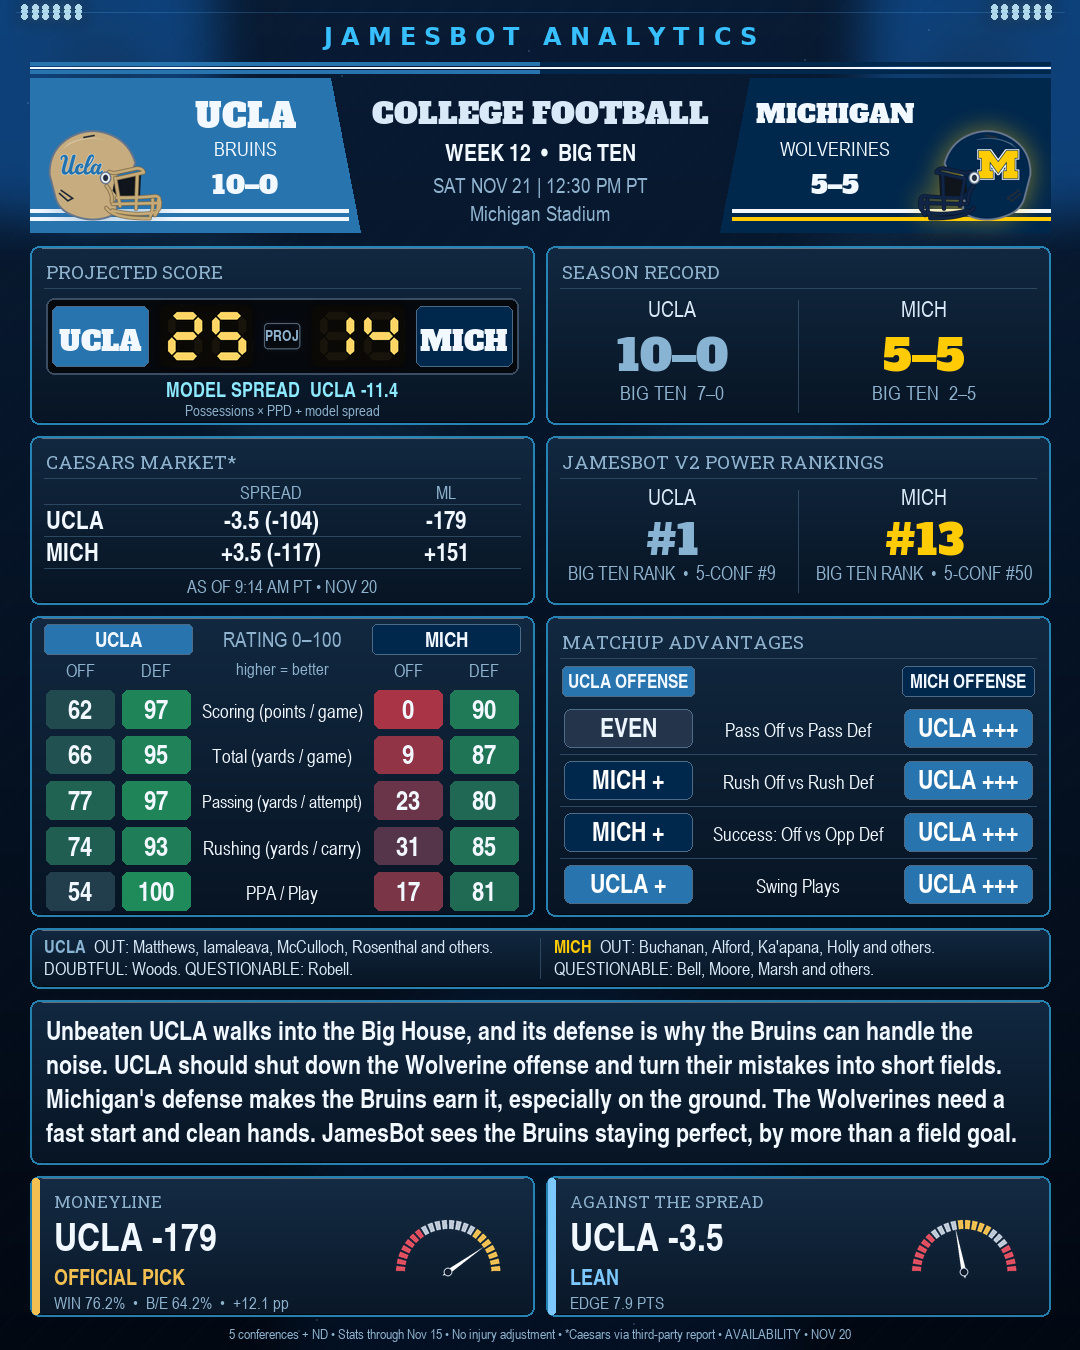 JAMESBOT ANALYTICS
UCLA
BRUINS
10–0
Ucla
COLLEGE FOOTBALL
WEEK 12 • BIG TEN
SAT NOV 21 | 12:30 PM PT
Michigan Stadium
MICHIGAN
WOLVERINES
5–5
M
PROJECTED SCORE
UCLA 25 PROJ 14 MICH
MODEL SPREAD UCLA -11.4
Possessions × PPD + model spread
SEASON RECORD
UCLA MICH
10–0 5–5
BIG TEN 7–0 BIG TEN 2–5
CAESARS MARKET*
SPREAD ML
UCLA -3.5 (-104) -179
MICH +3.5 (-117) +151
AS OF 9:14 AM PT • NOV 20
JAMESBOT V2 POWER RANKINGS
UCLA MICH
#1 #13
BIG TEN RANK • 5-CONF #9 BIG TEN RANK • 5-CONF #50
UCLA RATING 0–100 MICH
OFF DEF higher = better OFF DEF
62 97 Scoring (points / game) 0 90
66 95 Total (yards / game) 9 87
77 97 Passing (yards / attempt) 23 80
74 93 Rushing (yards / carry) 31 85
54 100 PPA / Play 17 81
MATCHUP ADVANTAGES
UCLA OFFENSE MICH OFFENSE
EVEN Pass Off vs Pass Def UCLA +++
MICH + Rush Off vs Rush Def UCLA +++
MICH + Success: Off vs Opp Def UCLA +++
UCLA + Swing Plays UCLA +++
UCLA OUT: Matthews, Iamaleava, McCulloch, Rosenthal and others.
DOUBTFUL: Woods. QUESTIONABLE: Robell.
MICH OUT: Buchanan, Alford, Ka'apana, Holly and others.
QUESTIONABLE: Bell, Moore, Marsh and others.
Unbeaten UCLA walks into the Big House, and its defense is why the Bruins can handle the
noise. UCLA should shut down the Wolverine offense and turn their mistakes into short fields.
Michigan's defense makes the Bruins earn it, especially on the ground. The Wolverines need a
fast start and clean hands. JamesBot sees the Bruins staying perfect, by more than a field goal.
MONEYLINE
UCLA -179
OFFICIAL PICK
WIN 76.2% • B/E 64.2% • +12.1 pp
AGAINST THE SPREAD
UCLA -3.5
LEAN
EDGE 7.9 PTS
5 conferences + ND • Stats through Nov 15 • No injury adjustment • *Caesars via third-party report • AVAILABILITY • NOV 20